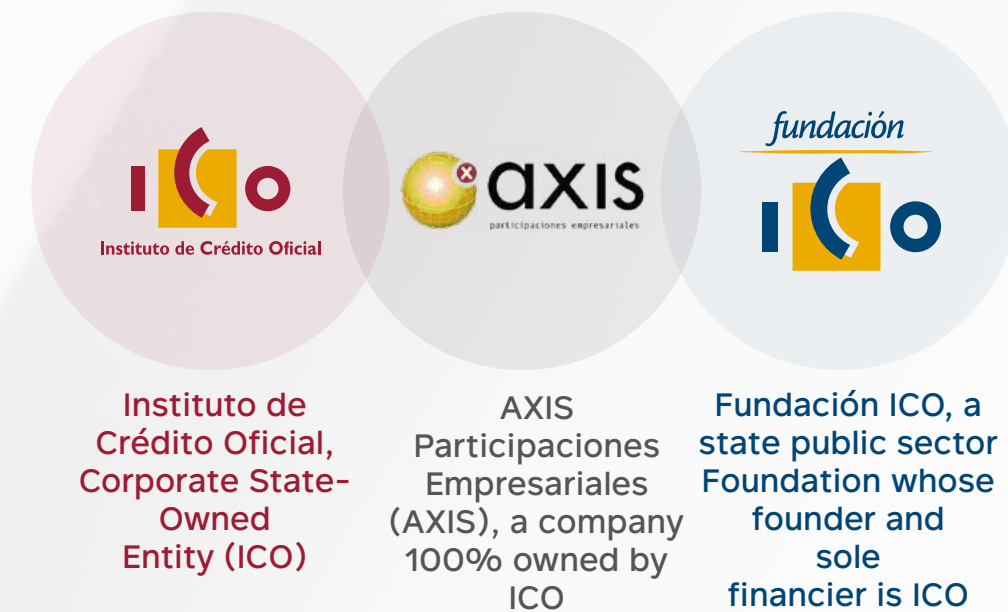 ICO
Instituto de Crédito Oficial
x axis
participaciones empresariales
fundación
ICO
Instituto de
Crédito Oficial,
Corporate State-
Owned
Entity (ICO)
AXIS
Participaciones
Empresariales
(AXIS), a company
100% owned by
ICO
Fundación ICO, a
state public sector
Foundation whose
founder and
sole
financier is ICO